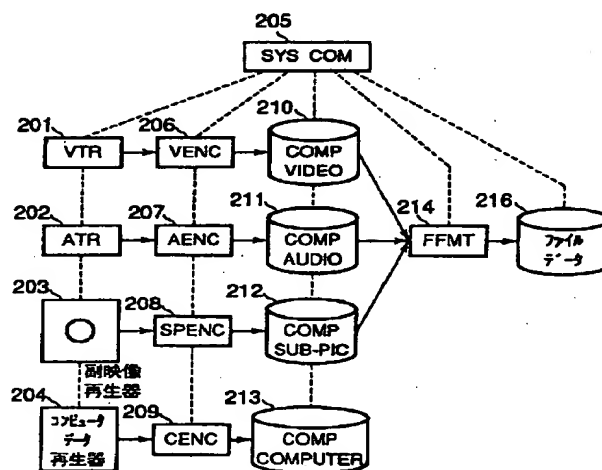 205
SYS COM
201
VTR
206
VENC
210
COMP
VIDEO
202
ATR
207
AENC
211
COMP
AUDIO
214
FFMT
216
ファイル
データ
203
副映像
再生器
208
SPENC
212
COMP
SUB-PIC
204
コンピュータ
データ
再生器
209
CENC
213
COMP
COMPUTER